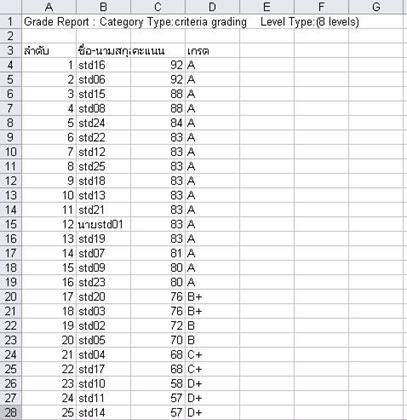 A B C D E F G
1 Grade Report : Category Type:criteria grading Level Type:(8 levels)
2
3 ลำดับ ชื่อ-นามสกุ คะแนน เกรด
4 1 std16 92 A
5 2 std06 92 A
6 3 std15 88 A
7 4 std08 88 A
8 5 std24 84 A
9 6 std22 83 A
10 7 std12 83 A
11 8 std25 83 A
12 9 std18 83 A
13 10 std13 83 A
14 11 std21 83 A
15 12 นายstd01 83 A
16 13 std19 83 A
17 14 std07 81 A
18 15 std09 80 A
19 16 std23 80 A
20 17 std20 76 B+
21 18 std03 76 B+
22 19 std02 72 B
23 20 std05 70 B
24 21 std04 68 C+
25 22 std17 68 C+
26 23 std10 58 D+
27 24 std11 57 D+
28 25 std14 57 D+